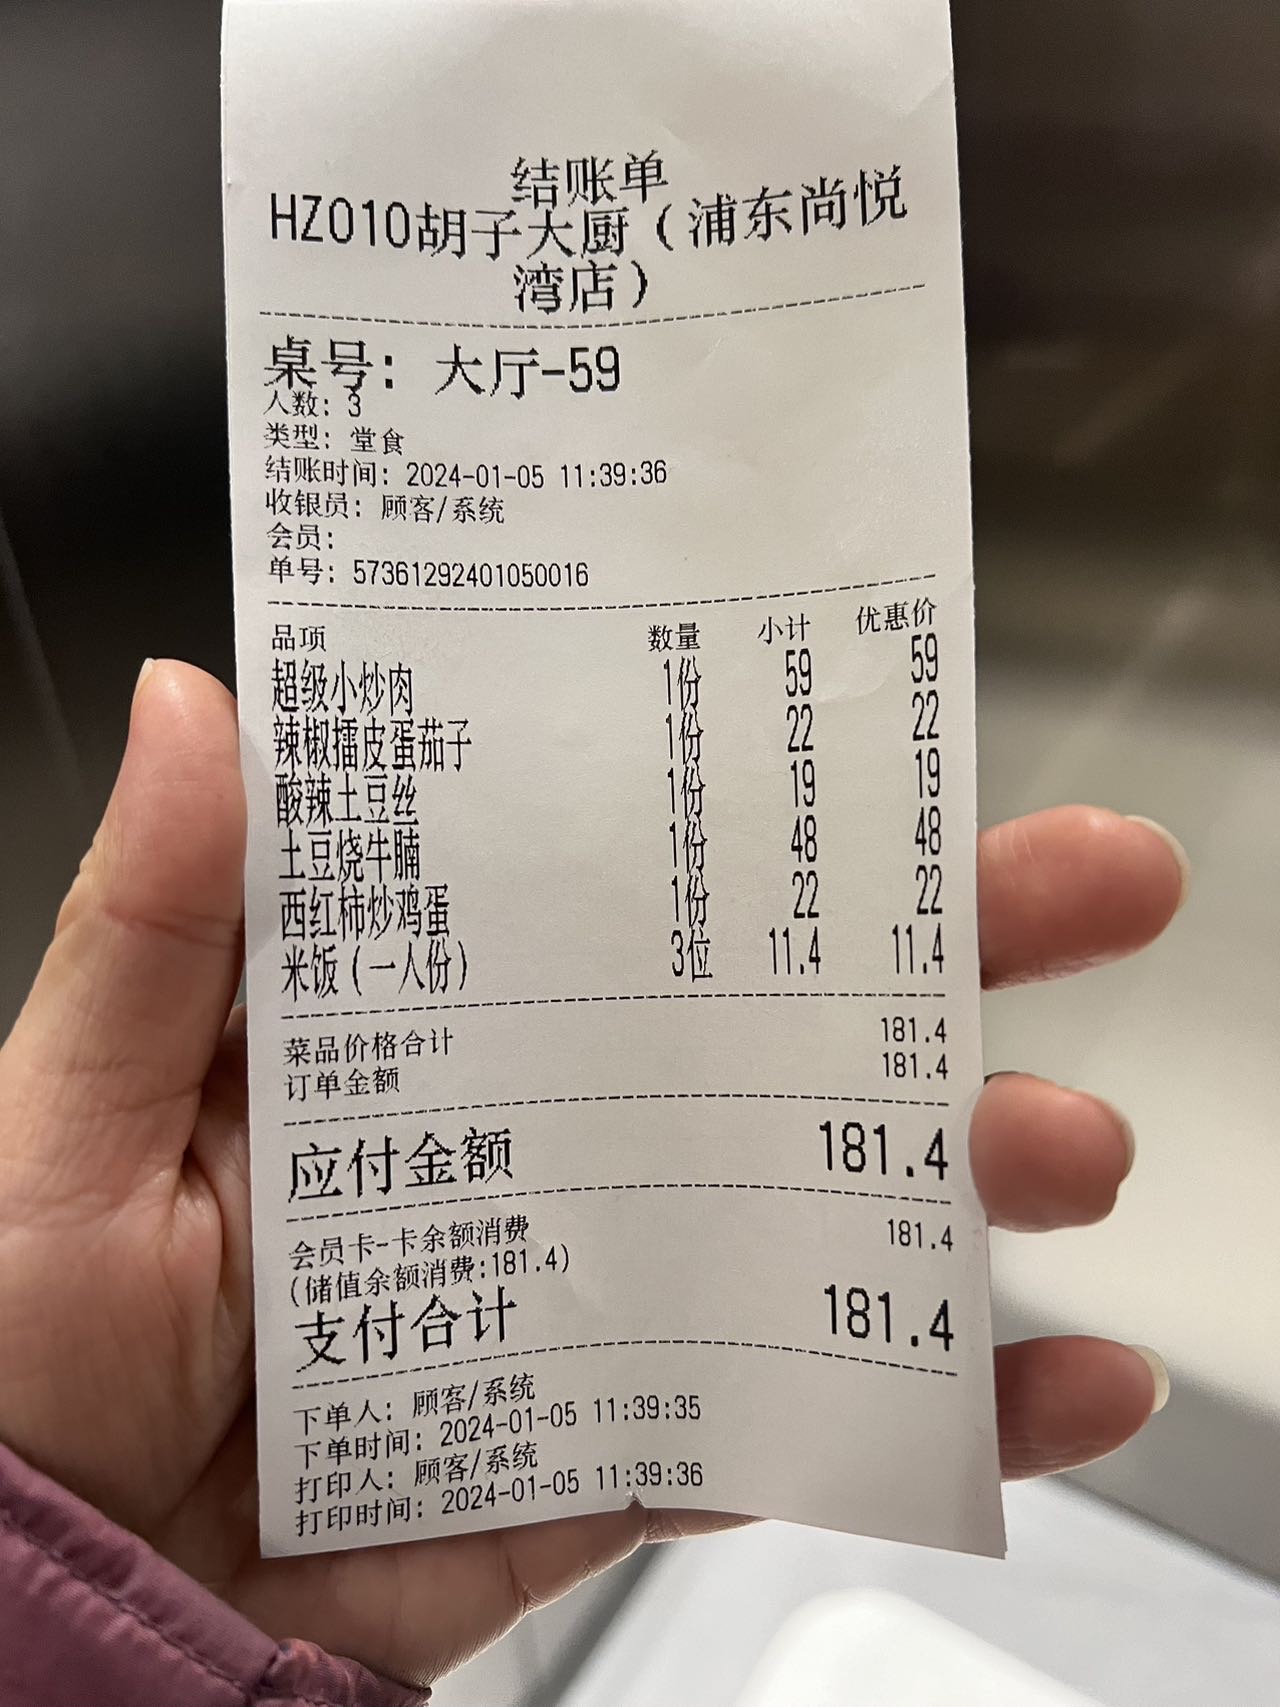 结账单
HZ010胡子大厨（浦东尚悦
湾店）
桌号：大厅-59
人数：3
类型：堂食
结账时间：2024-01-05 11:39:36
收银员：顾客/系统
会员：
单号：57361292401050016
品项 数量 小计 优惠价
超级小炒肉 1份 59 59
辣椒擂皮蛋茄子 1份 22 22
酸辣土豆丝 1份 19 19
土豆烧牛腩 1份 48 48
西红柿炒鸡蛋 1份 22 22
米饭（一人份） 3位 11.4 11.4
菜品价格合计 181.4
订单金额 181.4
应付金额 181.4
会员卡-卡余额消费 181.4
(储值余额消费:181.4)
支付合计 181.4
下单人：顾客/系统
下单时间：2024-01-05 11:39:35
打印人：顾客/系统
打印时间：2024-01-05 11:39:36